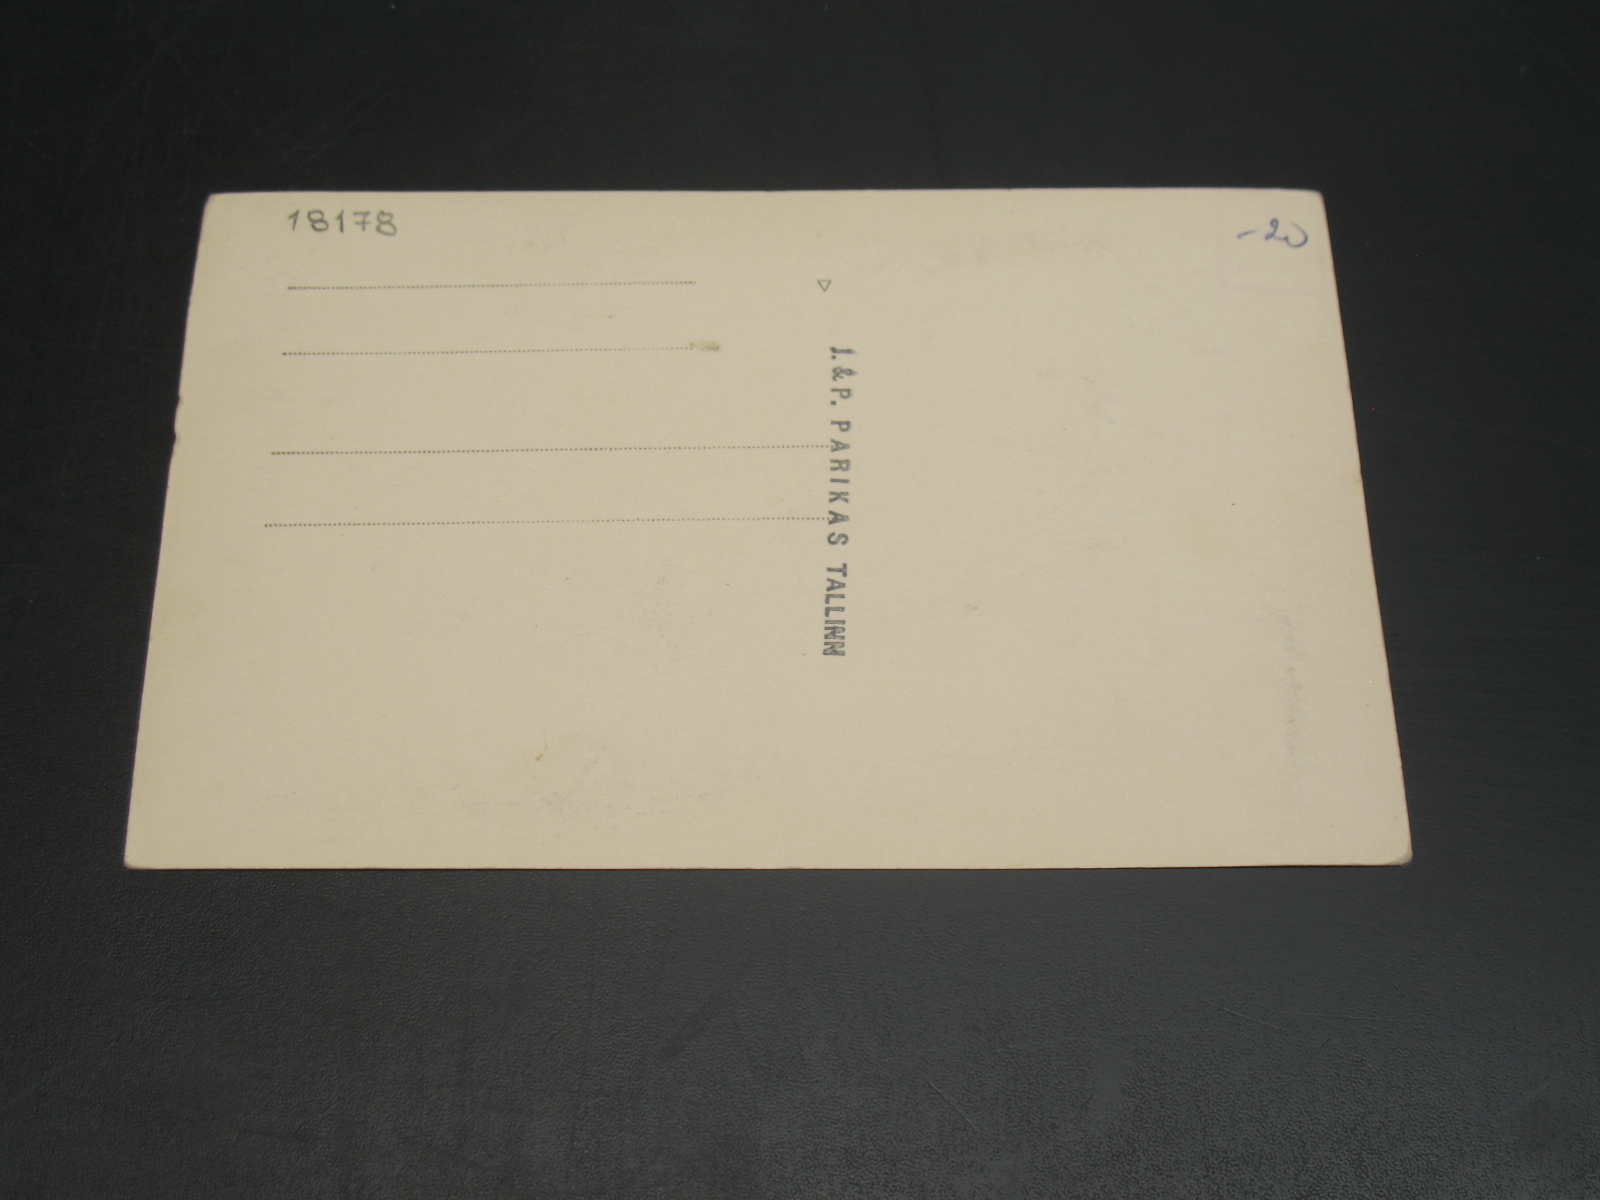 18178
-20
J. & P. PARIKAS TALLINN